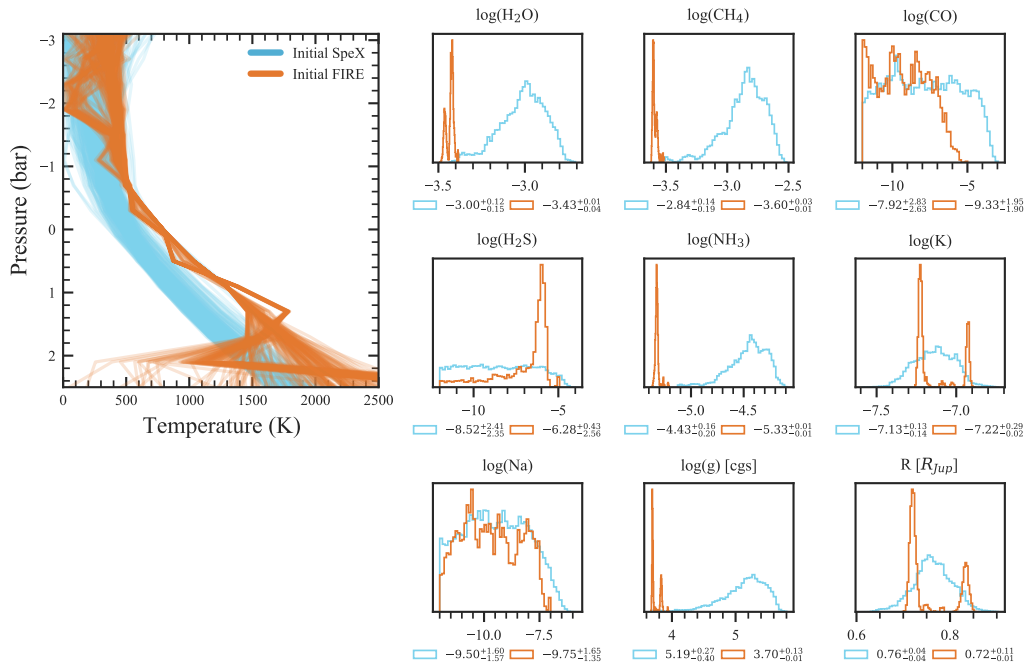 −3
−2
−1
0
1
2
Pressure (bar)
0 500 1000 1500 2000 2500
Temperature (K)
Initial SpeX
Initial FIRE
log(H₂O)
−3.5 −3.0
−3.00+0.12−0.15 −3.43+0.01−0.04
log(CH₄)
−3.5 −3.0 −2.5
−2.84+0.14−0.19 −3.60+0.03−0.01
log(CO)
−10 −5
−7.92+2.83−2.63 −9.33+1.95−1.90
log(H₂S)
−10 −5
−8.52+2.41−2.35 −6.28+0.43−2.56
log(NH₃)
−5.0 −4.5
−4.43+0.16−0.20 −5.33+0.01−0.01
log(K)
−7.5 −7.0
−7.13+0.13−0.14 −7.22+0.29−0.02
log(Na)
−10.0 −7.5
−9.50+1.60−1.57 −9.75+1.65−1.35
log(g) [cgs]
4 5
5.19+0.27−0.40 3.70+0.13−0.01
R [R_Jup]
0.6 0.8
0.76+0.04−0.04 0.72+0.11−0.01